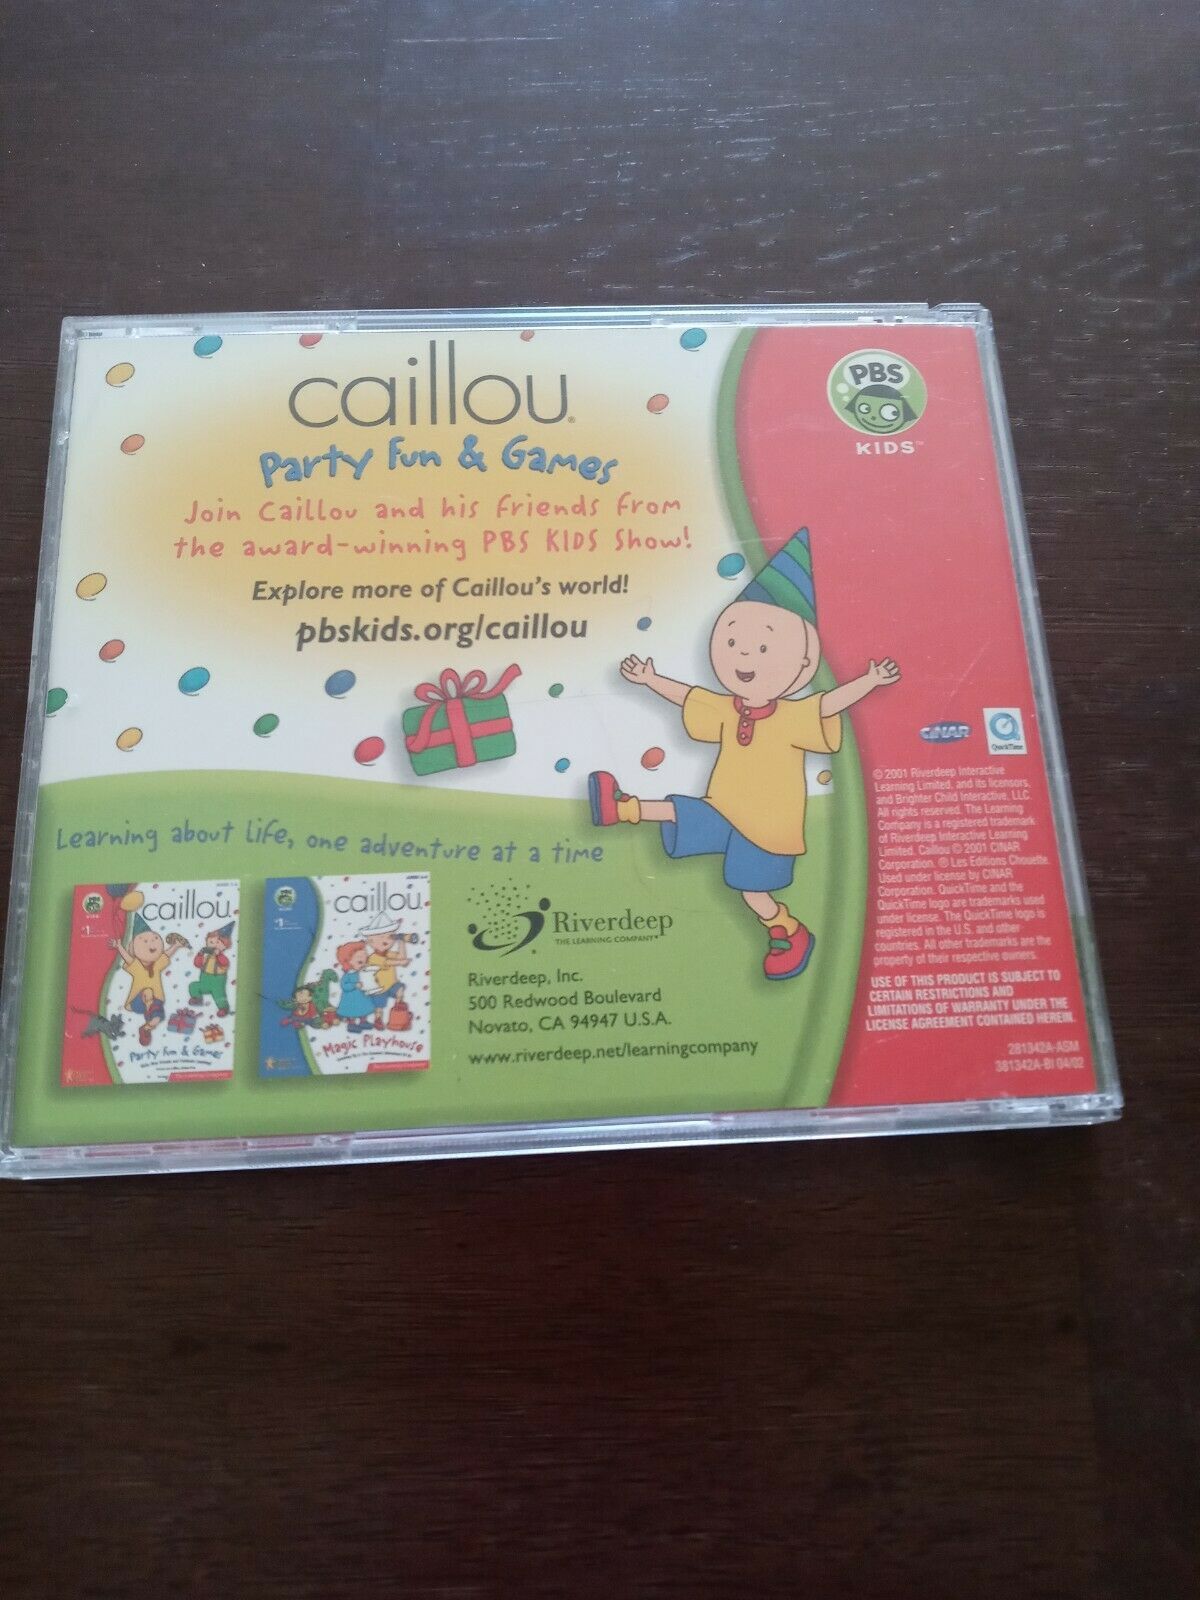 caillou®
Party Fun & Games
Join Caillou and his friends from
the award-winning PBS KIDS Show!
Explore more of Caillou's world!
pbskids.org/caillou
PBS
KIDS™
CINAR
QuickTime
© 2001 Riverdeep Interactive
Learning Limited, and its licensors,
and Brighter Child Interactive, LLC.
All rights reserved. The Learning
Company is a registered trademark
of Riverdeep Interactive Learning
Limited. Caillou © 2001 CINAR
Corporation. ® Les Editions Chouette.
Used under license by CINAR
Corporation. QuickTime and the
QuickTime logo are trademarks used
under license. The QuickTime logo is
registered in the U.S. and other
countries. All other trademarks are the
property of their respective owners.
USE OF THIS PRODUCT IS SUBJECT TO
CERTAIN RESTRICTIONS AND
LIMITATIONS OF WARRANTY UNDER THE
LICENSE AGREEMENT CONTAINED HEREIN.
281342A-ASM
381342A-BI 04/02
Learning about life, one adventure at a time
PBS
KIDS
caillou
#1
Party Fun & Games
caillou
#1
Magic Playhouse
Riverdeep
THE LEARNING COMPANY™
Riverdeep, Inc.
500 Redwood Boulevard
Novato, CA 94947 U.S.A.
www.riverdeep.net/learningcompany